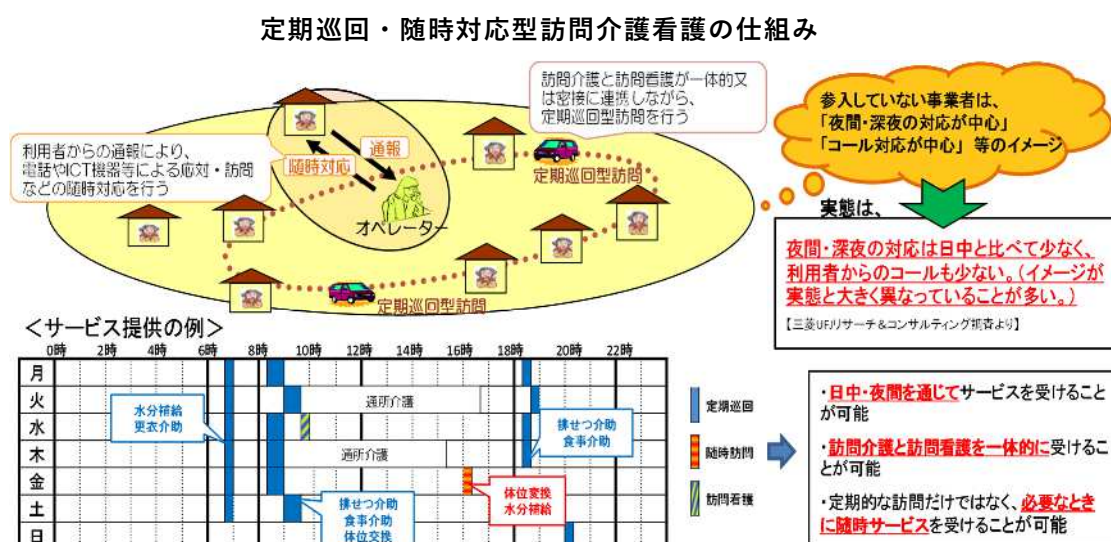 定期巡回・随時対応型訪問介護看護の仕組み
訪問介護と訪問看護が一体的又
は密接に連携しながら、
定期巡回型訪問を行う
参入していない事業者は、
「夜間・深夜の対応が中心」
「コール対応が中心」等のイメージ
利用者からの通報により、
電話やICT機器等による応対・訪問
などの随時対応を行う
通報
随時対応
定期巡回型訪問
オペレーター
定期巡回型訪問
実態は、
夜間・深夜の対応は日中と比べて少なく、
利用者からのコールも少ない。(イメージが
実態と大きく異なっていることが多い。)
【三菱UFJリサーチ&コンサルティング調査より】
＜サービス提供の例＞
0時 2時 4時 6時 8時 10時 12時 14時 16時 18時 20時 22時
月
火
水
木
金
土
日
水分補給
更衣介助
通所介護
通所介護
排せつ介助
食事介助
体位変換
水分補給
排せつ介助
食事介助
体位交換
定期巡回
随時訪問
訪問看護
・日中・夜間を通じてサービスを受けること
が可能
・訪問介護と訪問看護を一体的に受けるこ
とが可能
・定期的な訪問だけではなく、必要なとき
に随時サービスを受けることが可能